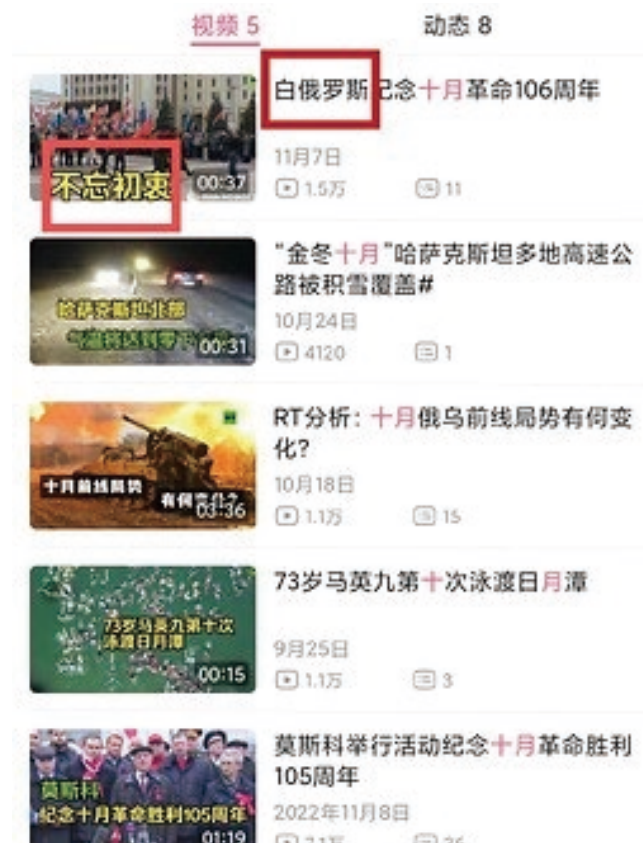 视频 5
动态 8
白俄罗斯纪念十月革命106周年
11月7日
1.5万
11
不忘初衷
00:37
"金冬十月"哈萨克斯坦多地高速公
路被积雪覆盖#
10月24日
4120
1
哈萨克斯坦北部
气温将达到零下
00:31
RT分析：十月俄乌前线局势有何变
化?
10月18日
1.1万
15
十月前线局势
有何变化?
03:36
73岁马英九第十次泳渡日月潭
9月25日
1.1万
3
73岁马英九第十次
泳渡日月潭
00:15
莫斯科举行活动纪念十月革命胜利
105周年
2022年11月8日
莫斯科
纪念十月革命胜利105周年
01:19